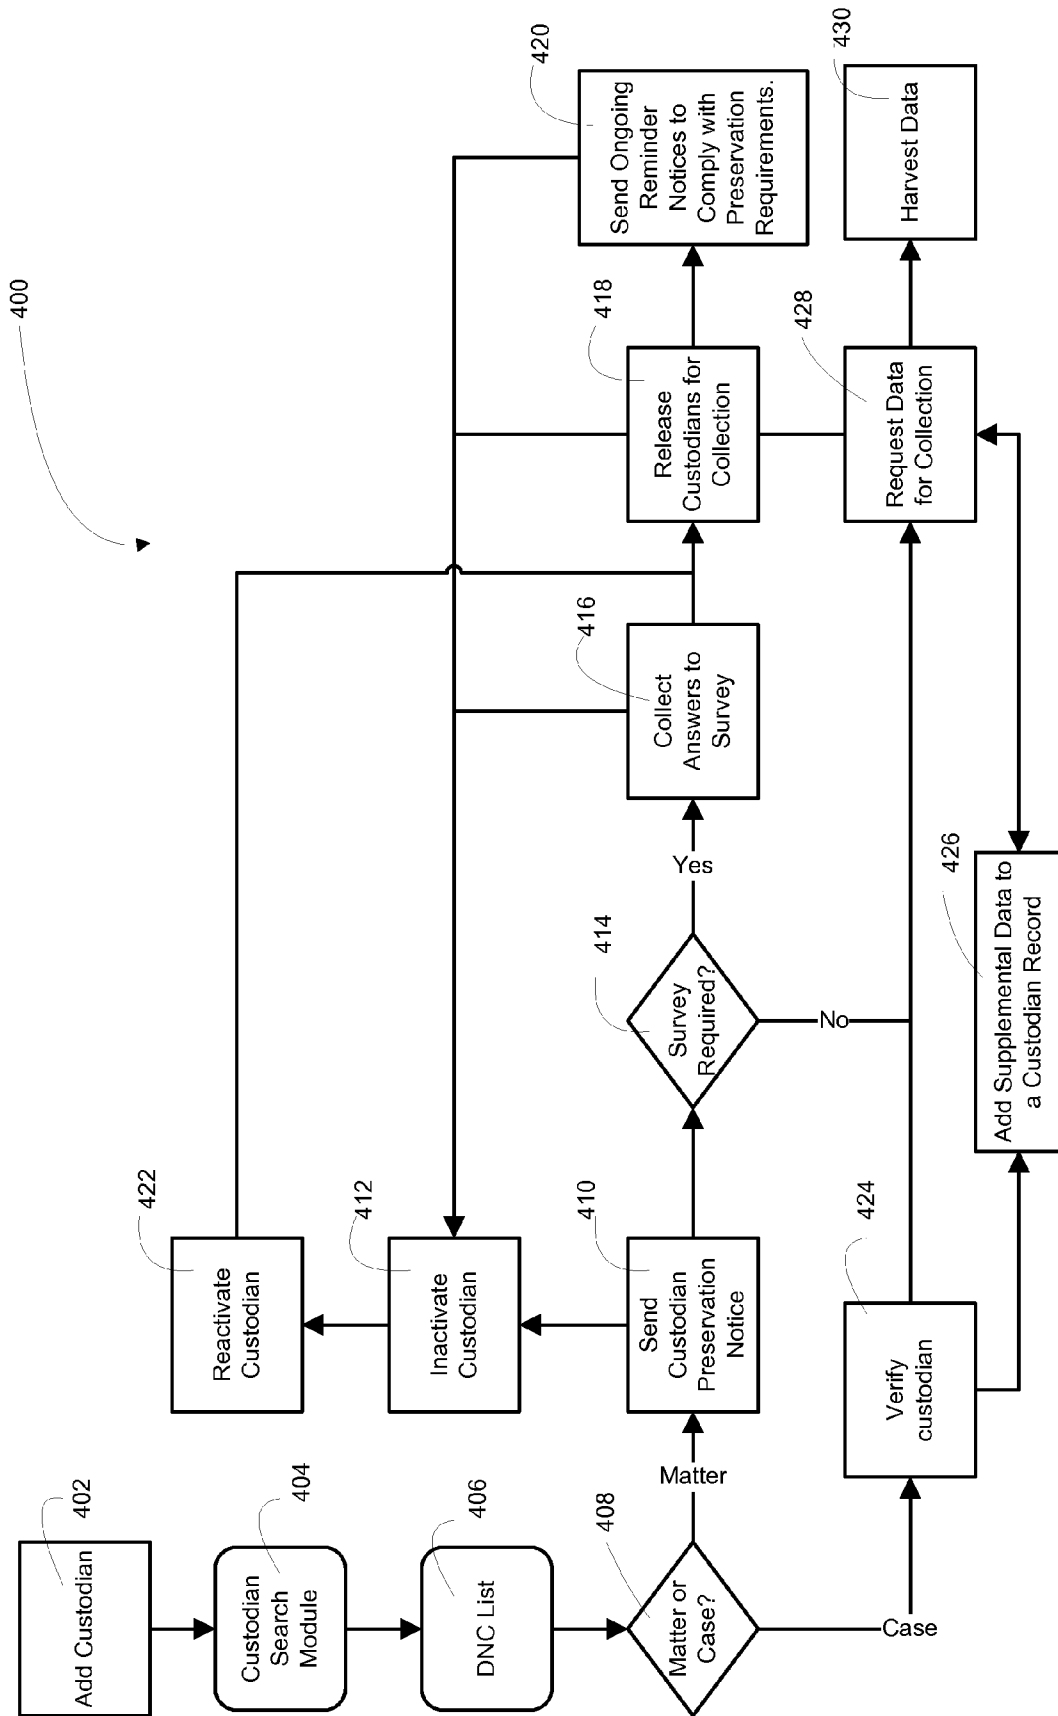 400
402
Add Custodian
404
Custodian
Search
Module
406
DNC List
408
Matter or
Case?
Matter
Case
422
Reactivate
Custodian
412
Inactivate
Custodian
410
Send
Custodian
Preservation
Notice
414
Survey
Required?
Yes
No
416
Collect
Answers to
Survey
418
Release
Custodians for
Collection
420
Send Ongoing
Reminder
Notices to
Comply with
Preservation
Requirements.
424
Verify
custodian
426
Add Supplemental Data to
a Custodian Record
428
Request Data
for Collection
430
Harvest Data